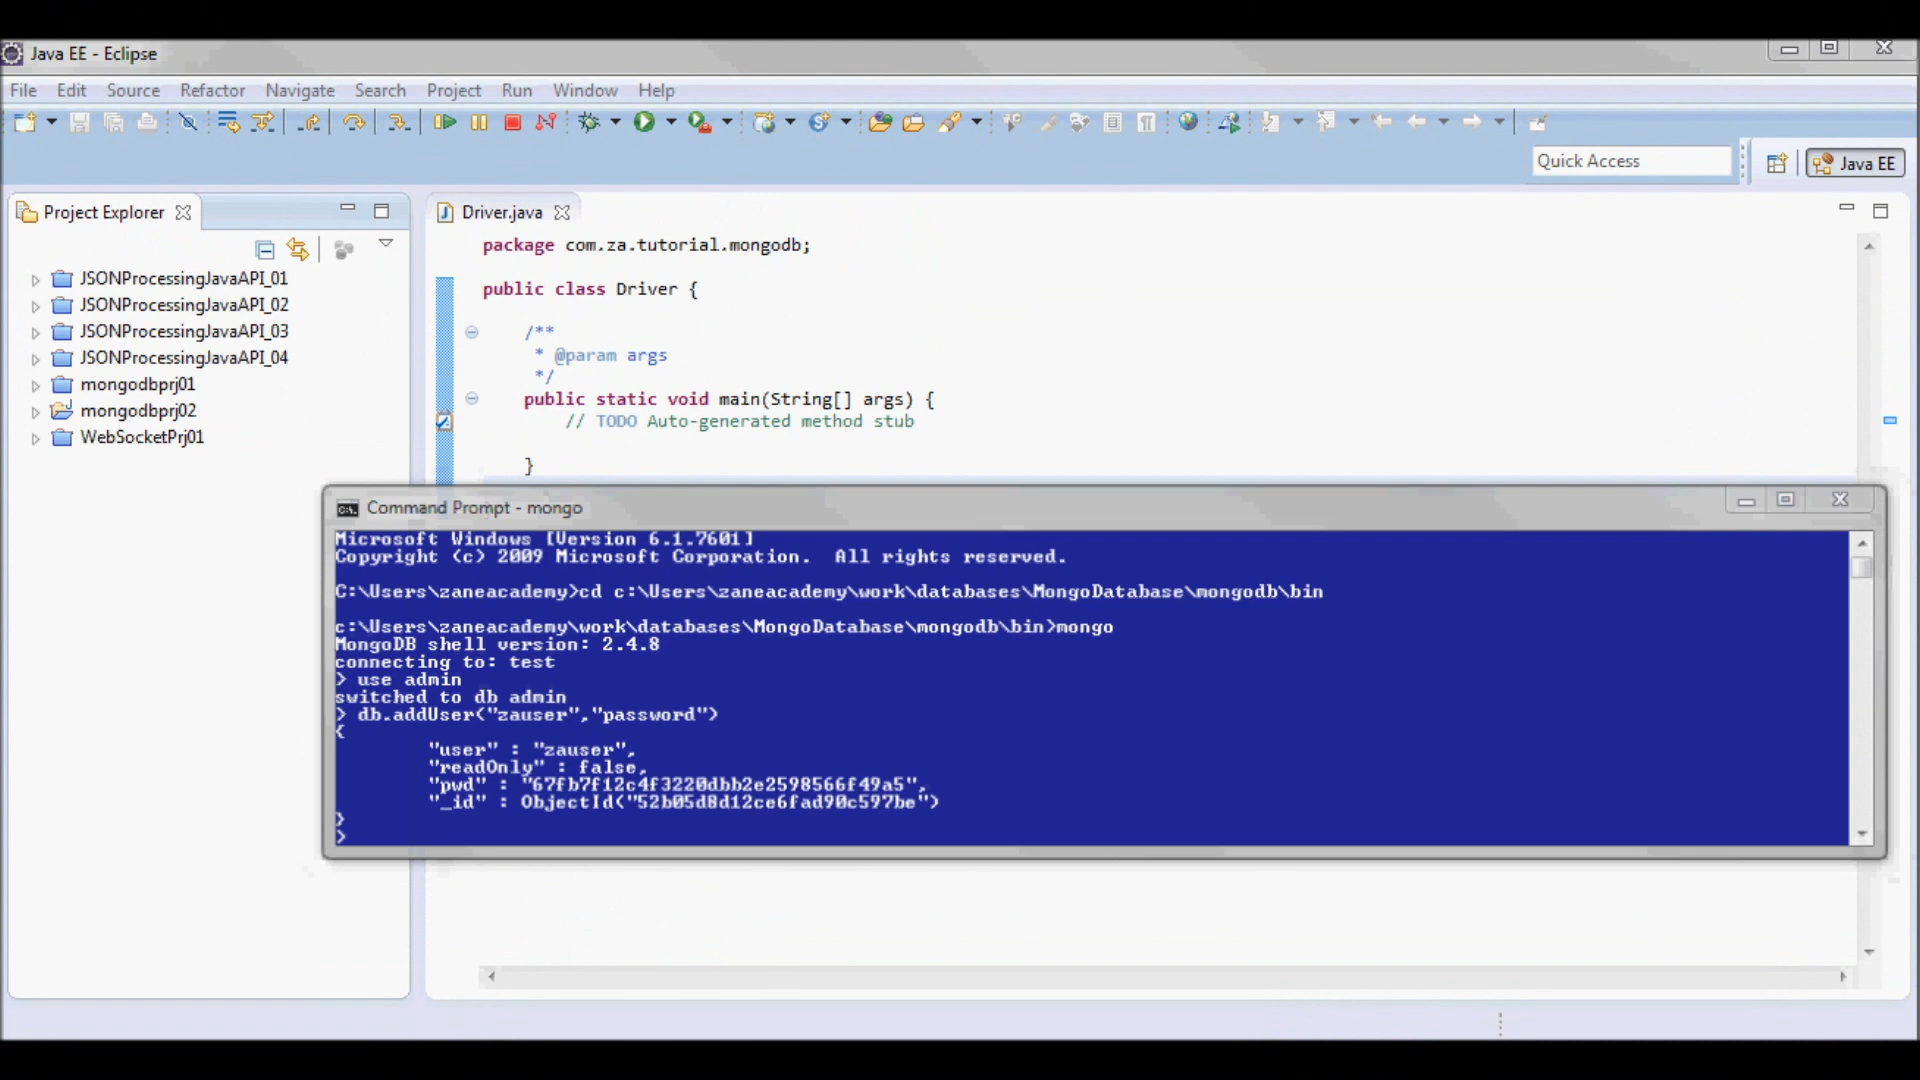 Java EE - Eclipse
File Edit Source Refactor Navigate Search Project Run Window Help
Quick Access
Java EE
Project Explorer
JSONProcessingJavaAPI_01
JSONProcessingJavaAPI_02
JSONProcessingJavaAPI_03
JSONProcessingJavaAPI_04
mongodbprj01
mongodbprj02
WebSocketPrj01
Driver.java
package com.za.tutorial.mongodb;
public class Driver {
/**
* @param args
*/
public static void main(String[] args) {
// TODO Auto-generated method stub
}
Command Prompt - mongo
Microsoft Windows [Version 6.1.7601]
Copyright (c) 2009 Microsoft Corporation.  All rights reserved.
C:\Users\zaneacademy>cd c:\Users\zaneacademy\work\databases\MongoDatabase\mongodb\bin
c:\Users\zaneacademy\work\databases\MongoDatabase\mongodb\bin>mongo
MongoDB shell version: 2.4.8
connecting to: test
> use admin
switched to db admin
> db.addUser("zauser","password")
{
"user" : "zauser",
"readOnly" : false,
"pwd" : "67fb7f12c4f3220dbb2e2598566f49a5",
"_id" : ObjectId("52b05d8d12ce6fad90c597be")
}
>